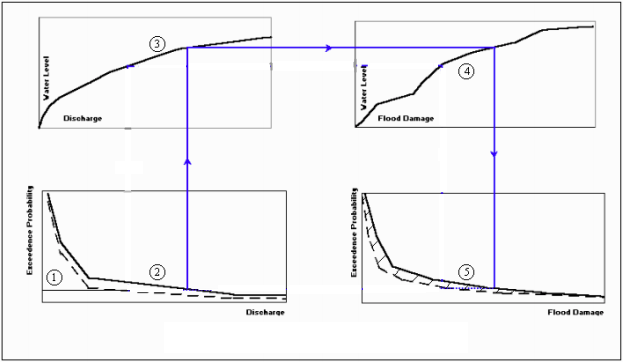 ③
Water Level
Discharge
④
Water Level
Flood Damage
Exceedence Probability
①
②
Discharge
Exceedence Probability
⑤
Flood Damage